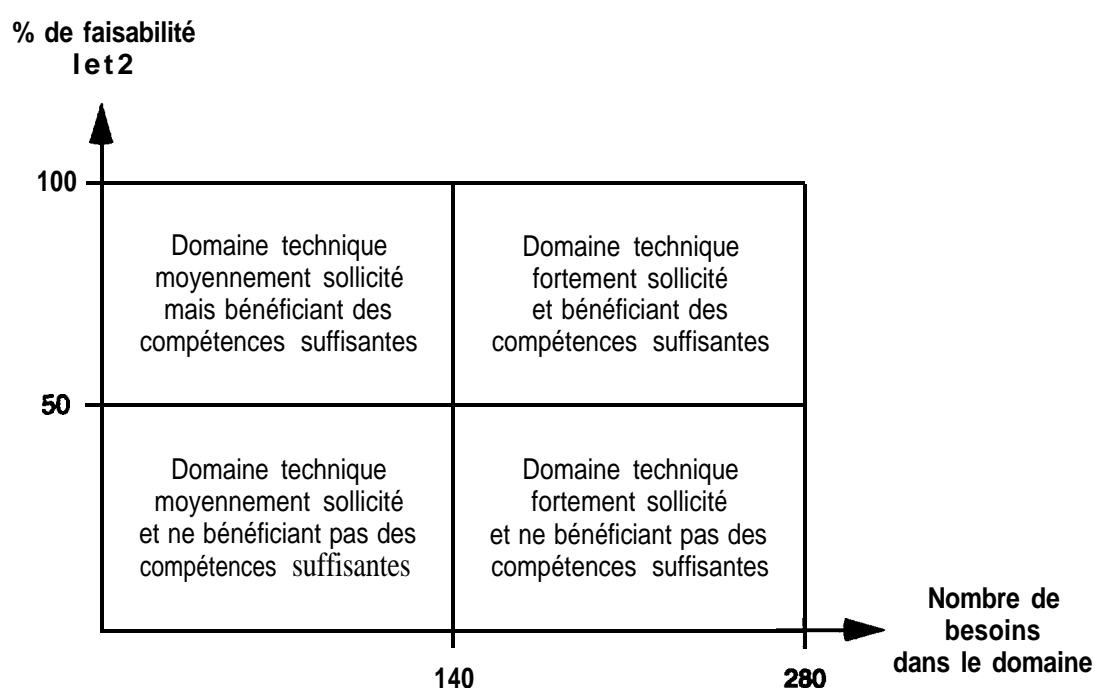 % de faisabilité
let2
100
Domaine technique
moyennement sollicité
mais bénéficiant des
compétences suffisantes
Domaine technique
fortement sollicité
et bénéficiant des
compétences suffisantes
50
Domaine technique
moyennement sollicité
et ne bénéficiant pas des
compétences suffisantes
Domaine technique
fortement sollicité
et ne bénéficiant pas des
compétences suffisantes
140
280
Nombre de
besoins
dans le domaine